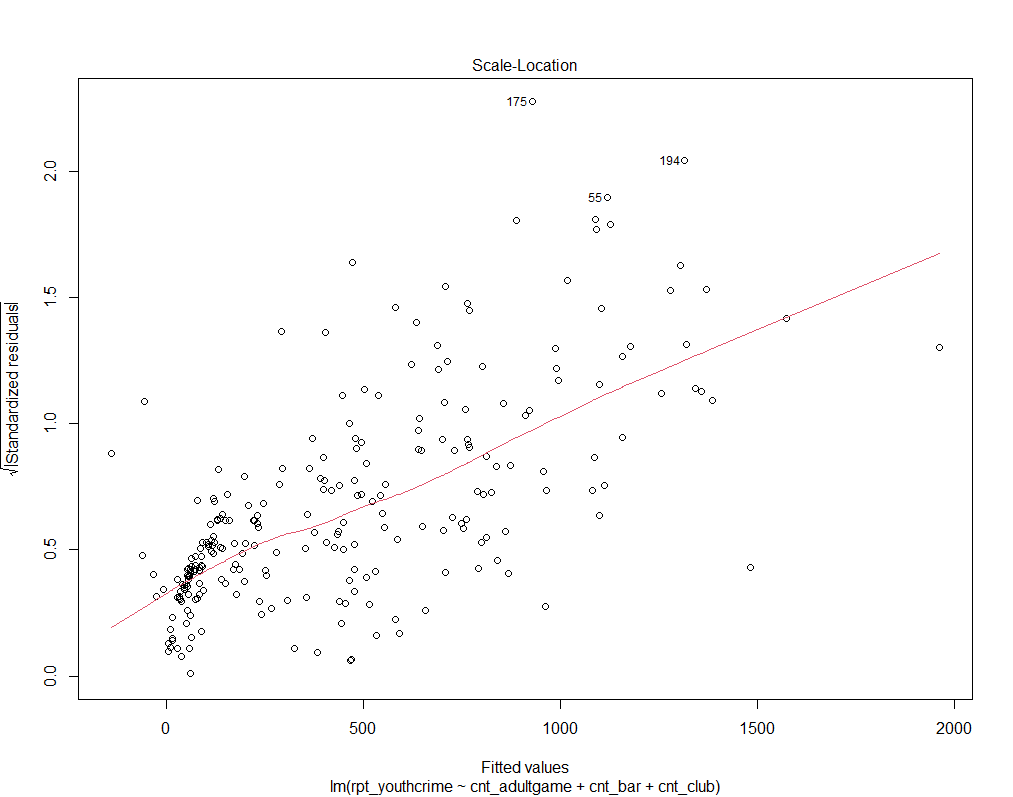 Scale-Location
175
194
55
√|Standardized residuals|
2.0
1.5
1.0
0.5
0.0
0 500 1000 1500 2000
Fitted values
lm(rpt_youthcrime ~ cnt_adultgame + cnt_bar + cnt_club)